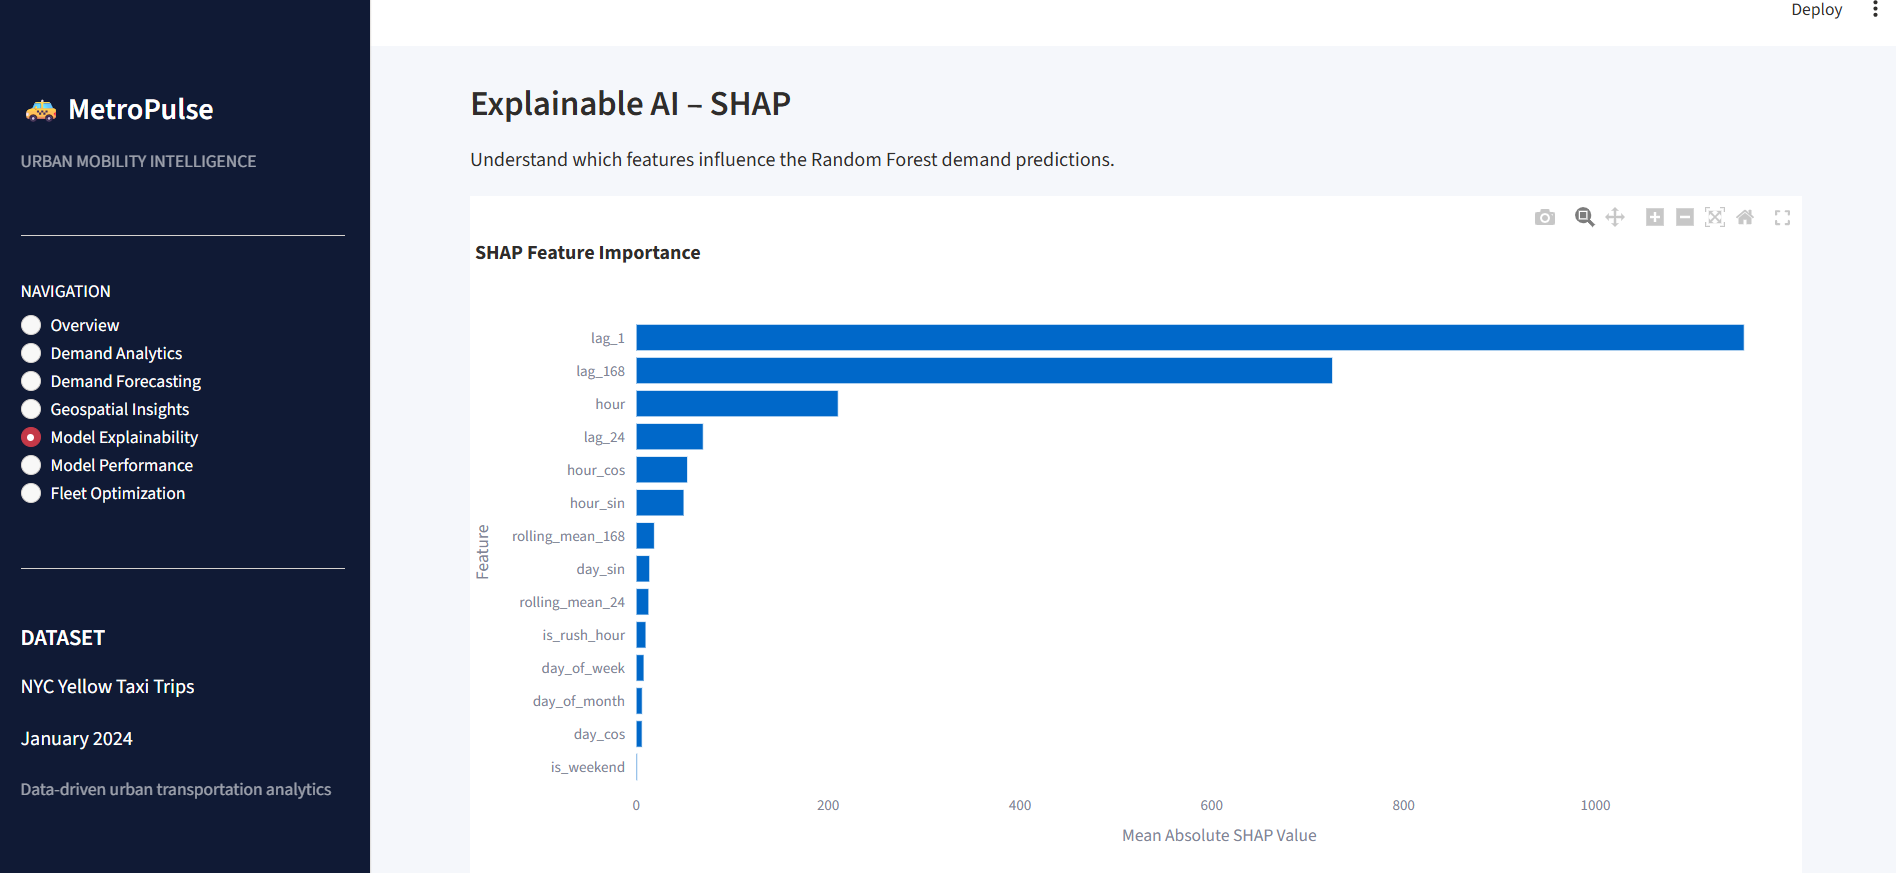 Deploy
MetroPulse
URBAN MOBILITY INTELLIGENCE
NAVIGATION
Overview
Demand Analytics
Demand Forecasting
Geospatial Insights
Model Explainability
Model Performance
Fleet Optimization
DATASET
NYC Yellow Taxi Trips
January 2024
Data-driven urban transportation analytics
Explainable AI – SHAP
Understand which features influence the Random Forest demand predictions.
SHAP Feature Importance
Feature
lag_1
lag_168
hour
lag_24
hour_cos
hour_sin
rolling_mean_168
day_sin
rolling_mean_24
is_rush_hour
day_of_week
day_of_month
day_cos
is_weekend
0 200 400 600 800 1000
Mean Absolute SHAP Value